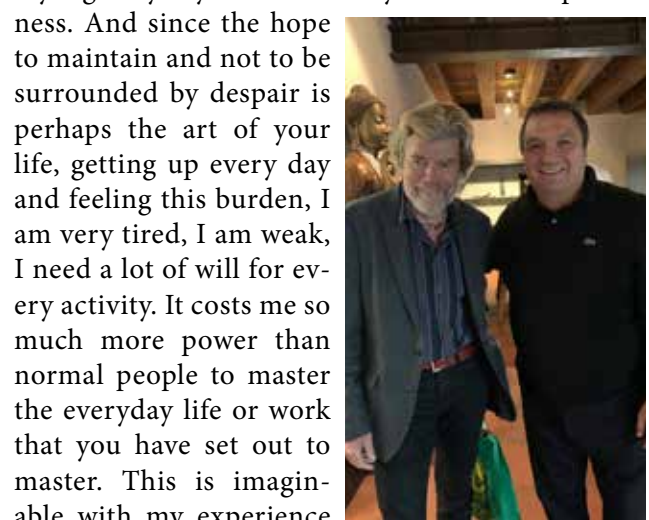 ness. And since the hope
to maintain and not to be
surrounded by despair is
perhaps the art of your
life, getting up every day
and feeling this burden, I
am very tired, I am weak,
I need a lot of will for ev-
ery activity. It costs me so
much more power than
normal people to master
the everyday life or work
that you have set out to
master. This is imagin-
able with my experience